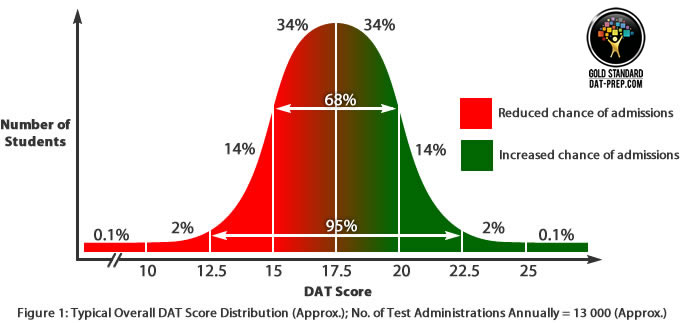 34%
34%
GOLD STANDARD
DAT-PREP.COM
68%
Reduced chance of admissions
Number of
Students
14%
14%
Increased chance of admissions
0.1%
2%
95%
2%
0.1%
10
12.5
15
17.5
20
22.5
25
DAT Score
Figure 1: Typical Overall DAT Score Distribution (Approx.); No. of Test Administrations Annually = 13 000 (Approx.)